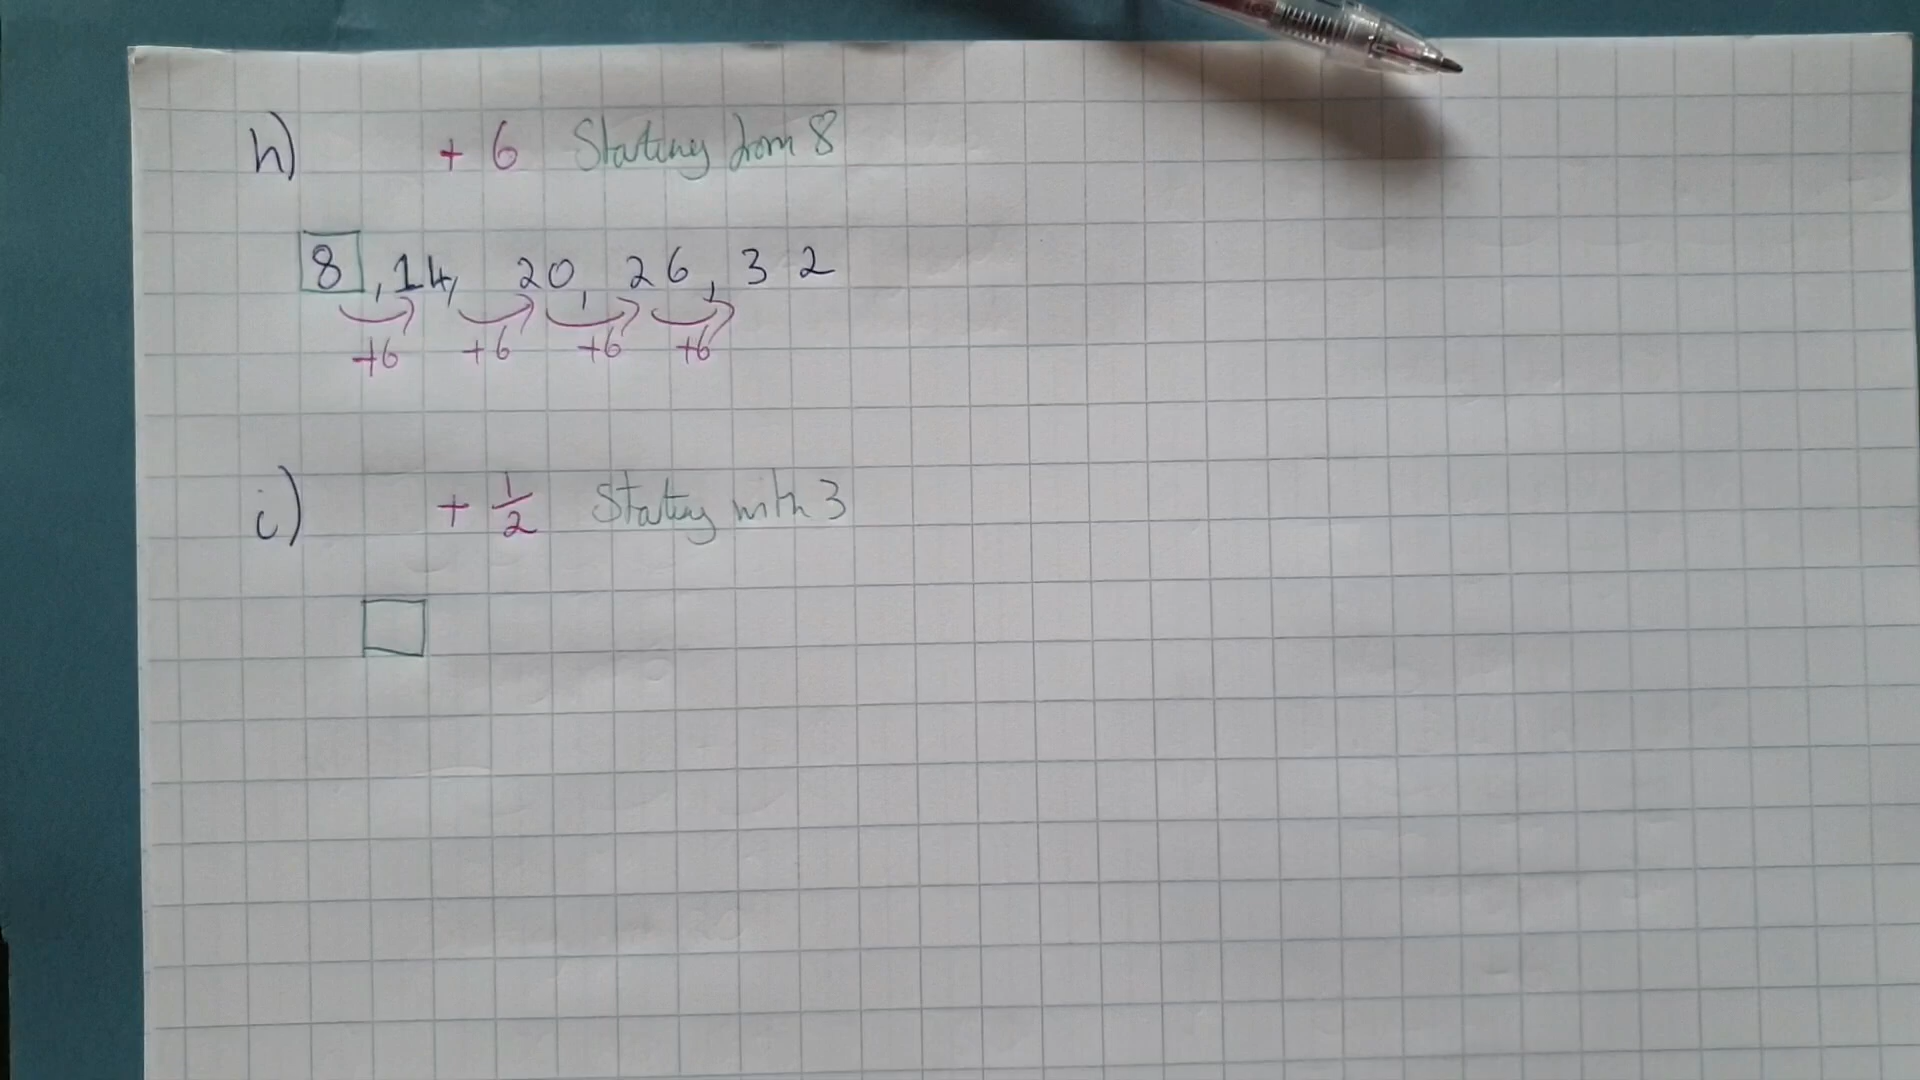 h) + 6 Starting from 8
8, 14, 20, 26, 32
+6 +6 +6 +6
i) + 1/2 Starting with 3